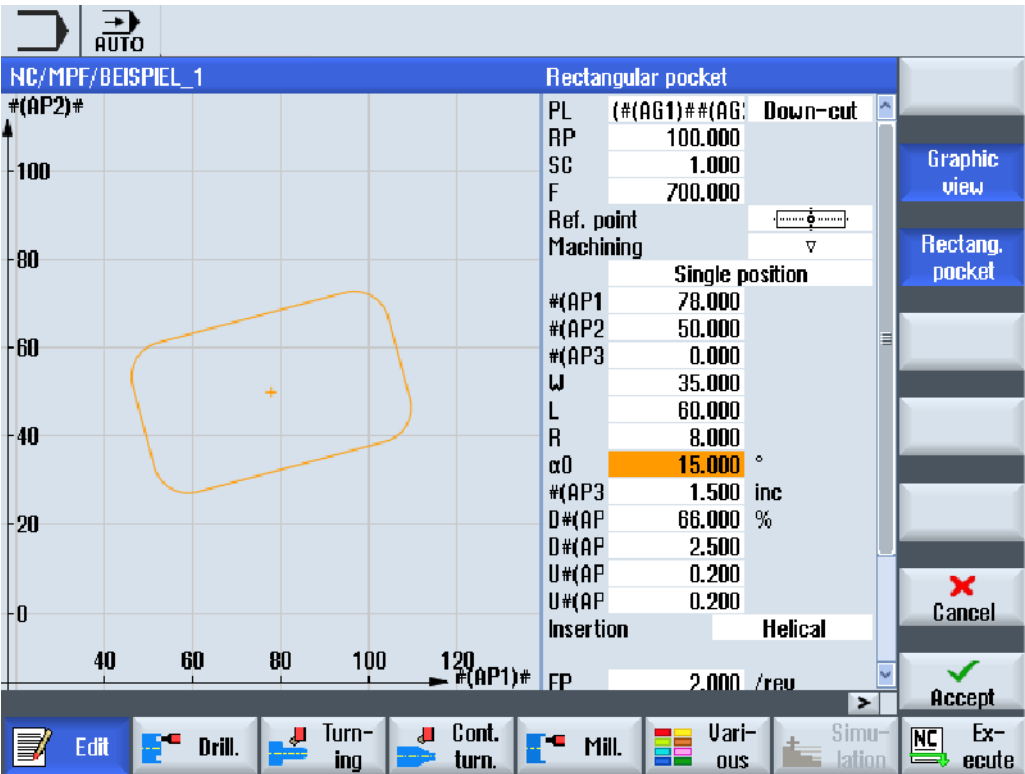 AUTO
NC/MPF/BEISPIEL_1
Rectangular pocket
#(AP2)#
100
80
60
40
20
0
40 60 80 100 120
#(AP1)#
PL (#(AG1)##(AG: Down-cut
RP 100.000
SC 1.000
F 700.000
Ref. point
Machining ▽
Single position
#(AP1 78.000
#(AP2 50.000
#(AP3 0.000
W 35.000
L 60.000
R 8.000
α0 15.000 °
#(AP3 1.500 inc
D#(AP 66.000 %
D#(AP 2.500
U#(AP 0.200
U#(AP 0.200
Insertion Helical
EP 2.000 /rev
>
Graphic
view
Rectang.
pocket
Cancel
Accept
Edit
Drill.
Turn-
ing
Cont.
turn.
Mill.
Vari-
ous
Simu-
lation
NC Ex-
ecute